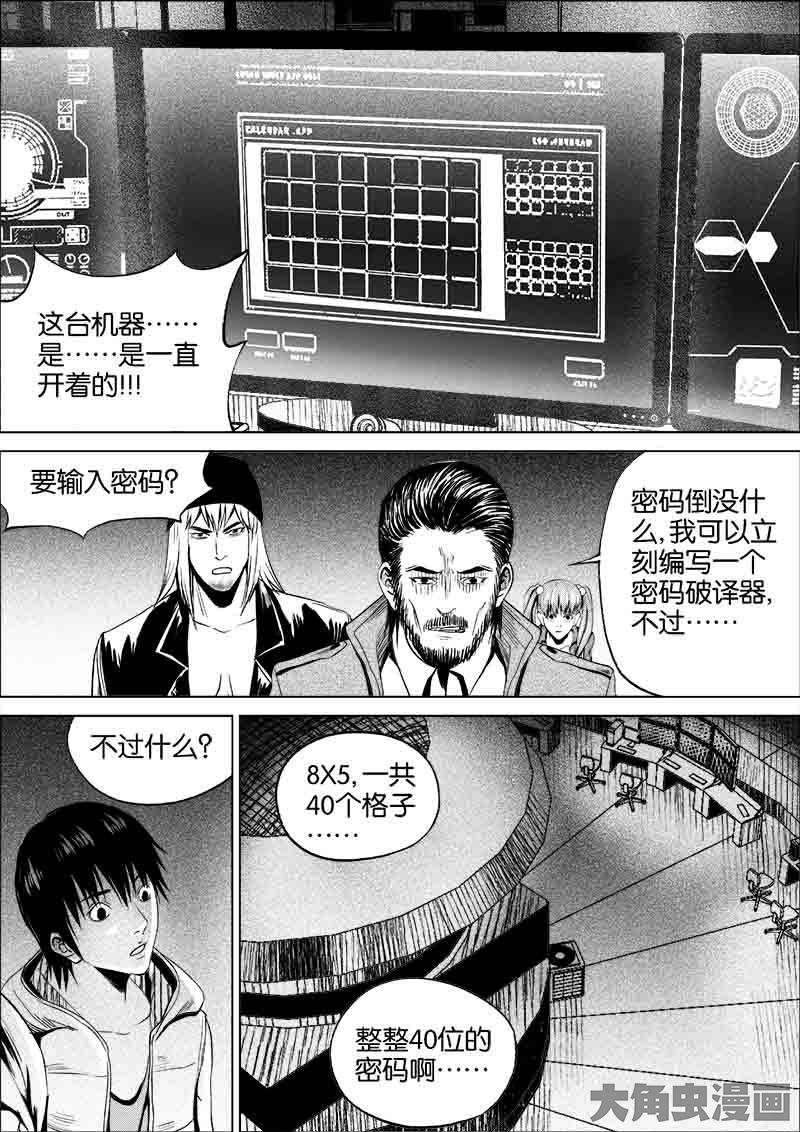 CALENDAR .APP
OUT
这台机器……
是……是一直
开着的!!!
要输入密码?
密码倒没什
么,我可以立
刻编写一个
密码破译器,
不过……
不过什么?
8X5,一共
40个格子
……
整整40位的
密码啊……
大角虫漫画